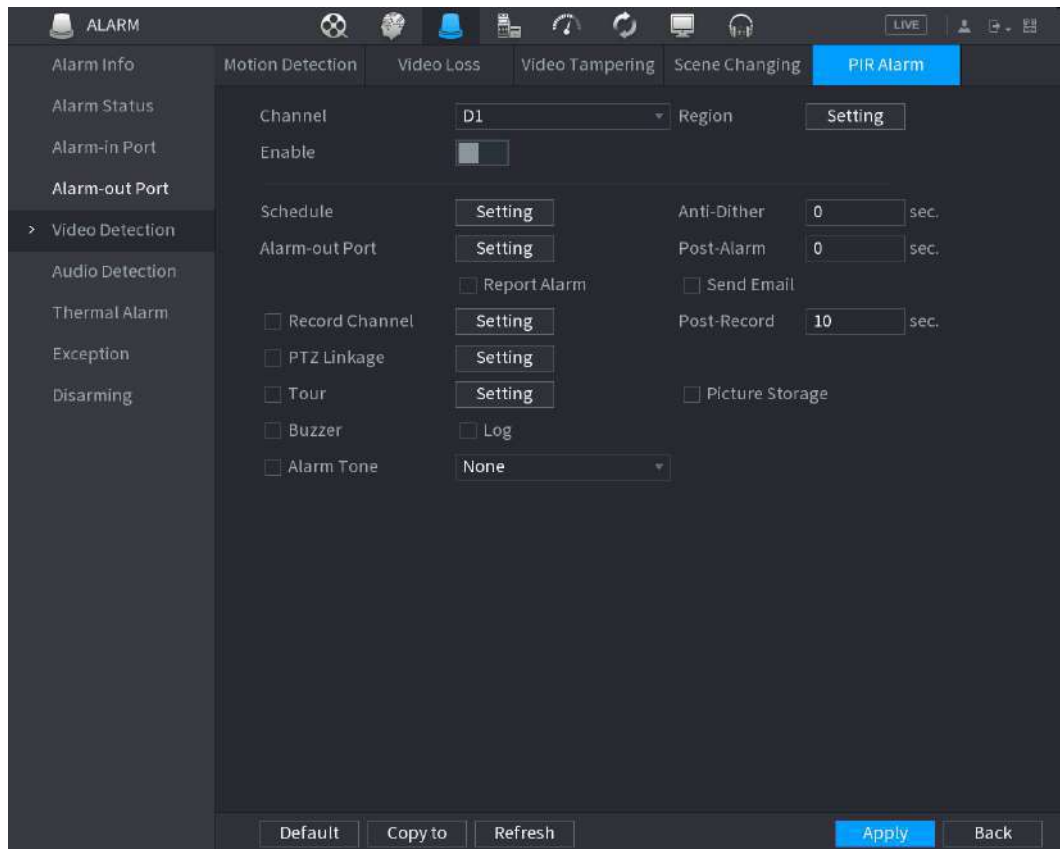 ALARM LIVE
Alarm Info
Alarm Status
Alarm-in Port
Alarm-out Port
> Video Detection
Audio Detection
Thermal Alarm
Exception
Disarming
Motion Detection Video Loss Video Tampering Scene Changing PIR Alarm
Channel D1 Region Setting
Enable
Schedule Setting Anti-Dither 0 sec.
Alarm-out Port Setting Post-Alarm 0 sec.
Report Alarm Send Email
Record Channel Setting Post-Record 10 sec.
PTZ Linkage Setting
Tour Setting Picture Storage
Buzzer Log
Alarm Tone None
Default Copy to Refresh Apply Back